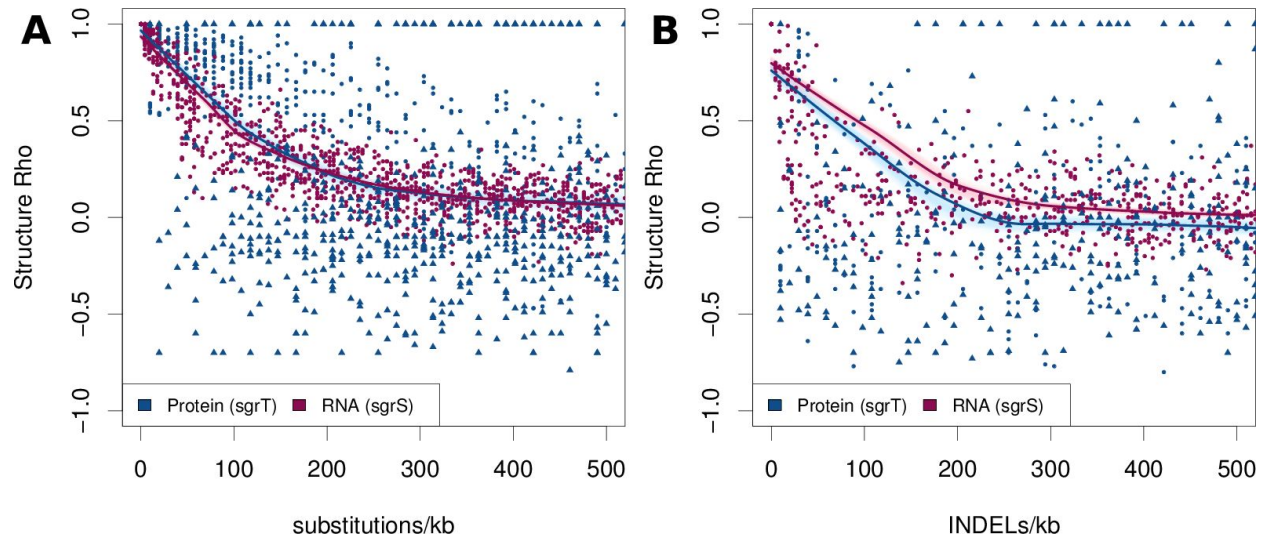 A
Structure Rho
1.0
0.5
0.0
−0.5
−1.0
Protein (sgrT) RNA (sgrS)
0 100 200 300 400 500
substitutions/kb
B
Structure Rho
1.0
0.5
0.0
−0.5
−1.0
Protein (sgrT) RNA (sgrS)
0 100 200 300 400 500
INDELs/kb